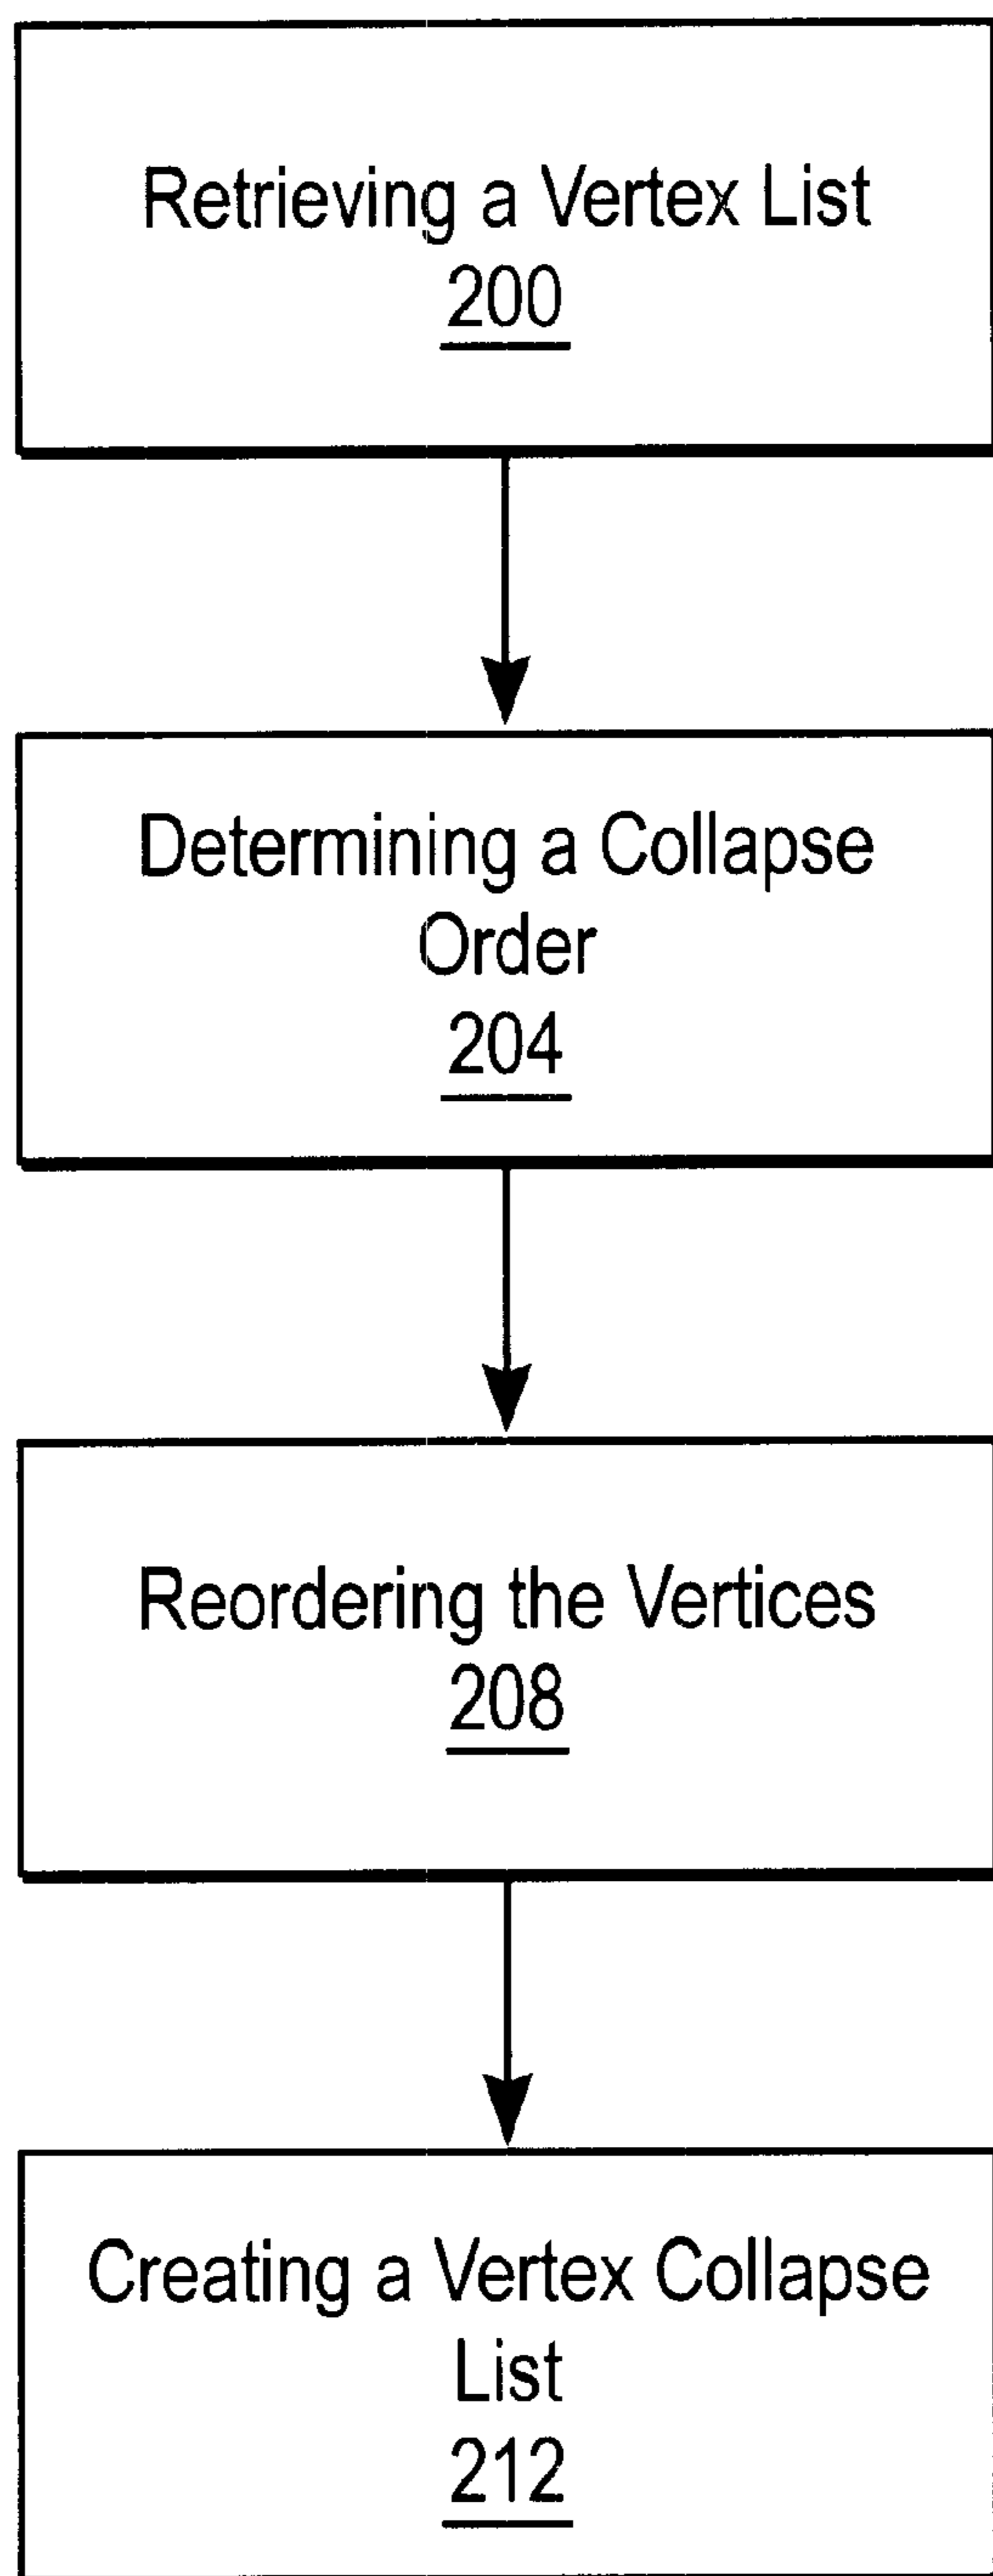 Retrieving a Vertex List
200
Determining a Collapse
Order
204
Reordering the Vertices
208
Creating a Vertex Collapse
List
212